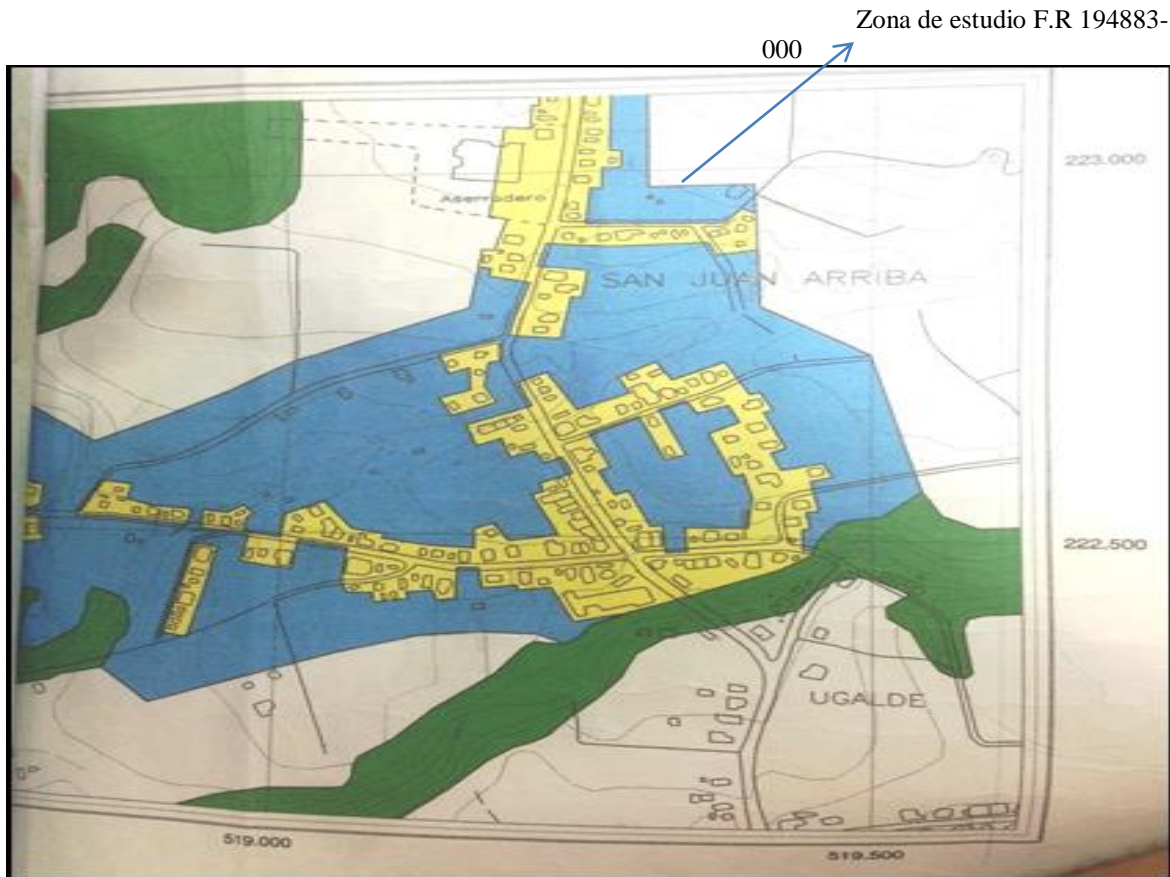 Zona de estudio F.R 194883-
000
223.000
Aserradero
SAN JUAN ARRIBA
222.500
UGALDE
519.000
519.500